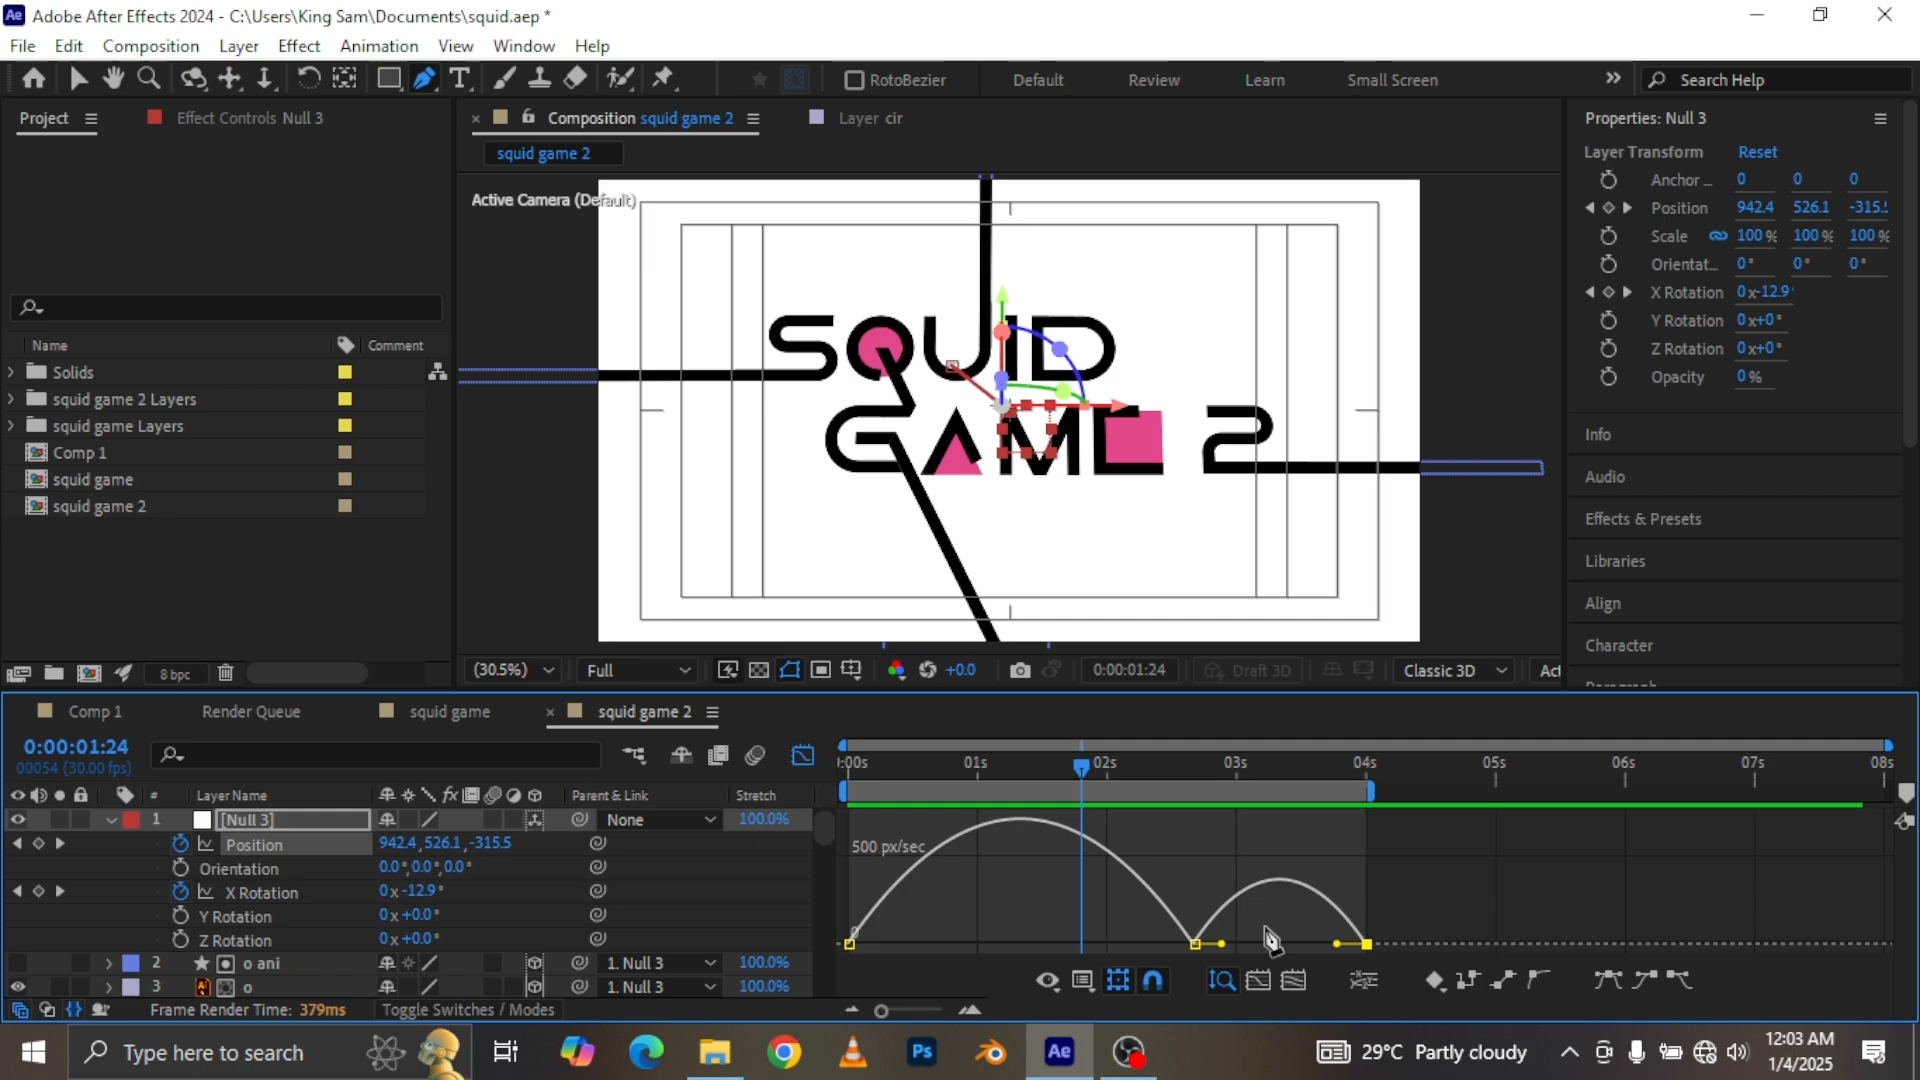 Ae Adobe After Effects 2024 - C:\Users\King Sam\Documents\squid.aep *
File Edit Composition Layer Effect Animation View Window Help
RotoBezier Default Review Learn Small Screen Search Help
Project Effect Controls Null 3 Composition squid game 2 Layer cir Properties: Null 3
squid game 2
Layer Transform Reset
Anchor ... 0 0 0
Active Camera (Default)
Position 942.4 526.1 -315.!
Scale 100 % 100 % 100 %
Orientat... 0° 0° 0°
X Rotation 0x-12.9
Y Rotation 0x+0°
Z Rotation 0x+0°
Opacity 0%
SQUID
GAME 2
Name Comment
Solids
squid game 2 Layers
squid game Layers
Comp 1
squid game
squid game 2
Info
Audio
Effects & Presets
Libraries
Align
Character
8 bpc (30.5%) Full +0.0 0:00:01:24 Draft 3D Classic 3D Act
Comp 1 Render Queue squid game squid game 2
0:00:01:24
00054 (30.00 fps)
:00s 01s 02s 03s 04s 05s 06s 07s 08s
# Layer Name fx Parent & Link Stretch
1 [Null 3] None 100.0%
Position 942.4,526.1,-315.5
500 px/sec
Orientation 0.0°,0.0°,0.0°
X Rotation 0x-12.9°
Y Rotation 0x+0.0°
0
Z Rotation 0x+0.0°
2 o ani 1. Null 3 100.0%
3 Ai o 1. Null 3 100.0%
Frame Render Time: 379ms Toggle Switches / Modes
Type here to search Ps Ae 29°C Partly cloudy 12:03 AM
1/4/2025